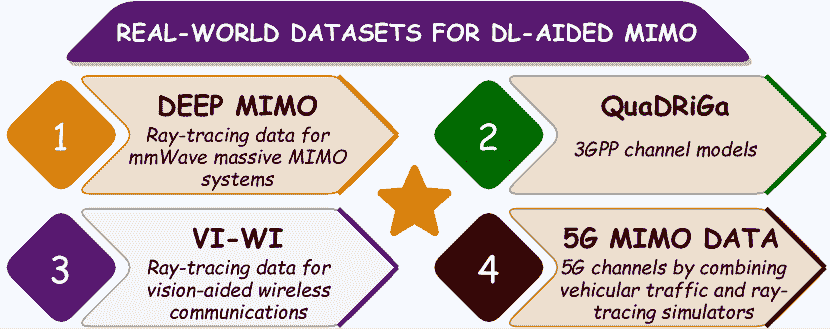 REAL-WORLD DATASETS FOR DL-AIDED MIMO
1
DEEP MIMO
Ray-tracing data for
mmWave massive MIMO
systems
2
QuaDRiGa
3GPP channel models
3
VI-WI
Ray-tracing data for
vision-aided wireless
communications
4
5G MIMO DATA
5G channels by combining
vehicular traffic and ray-
tracing simulators